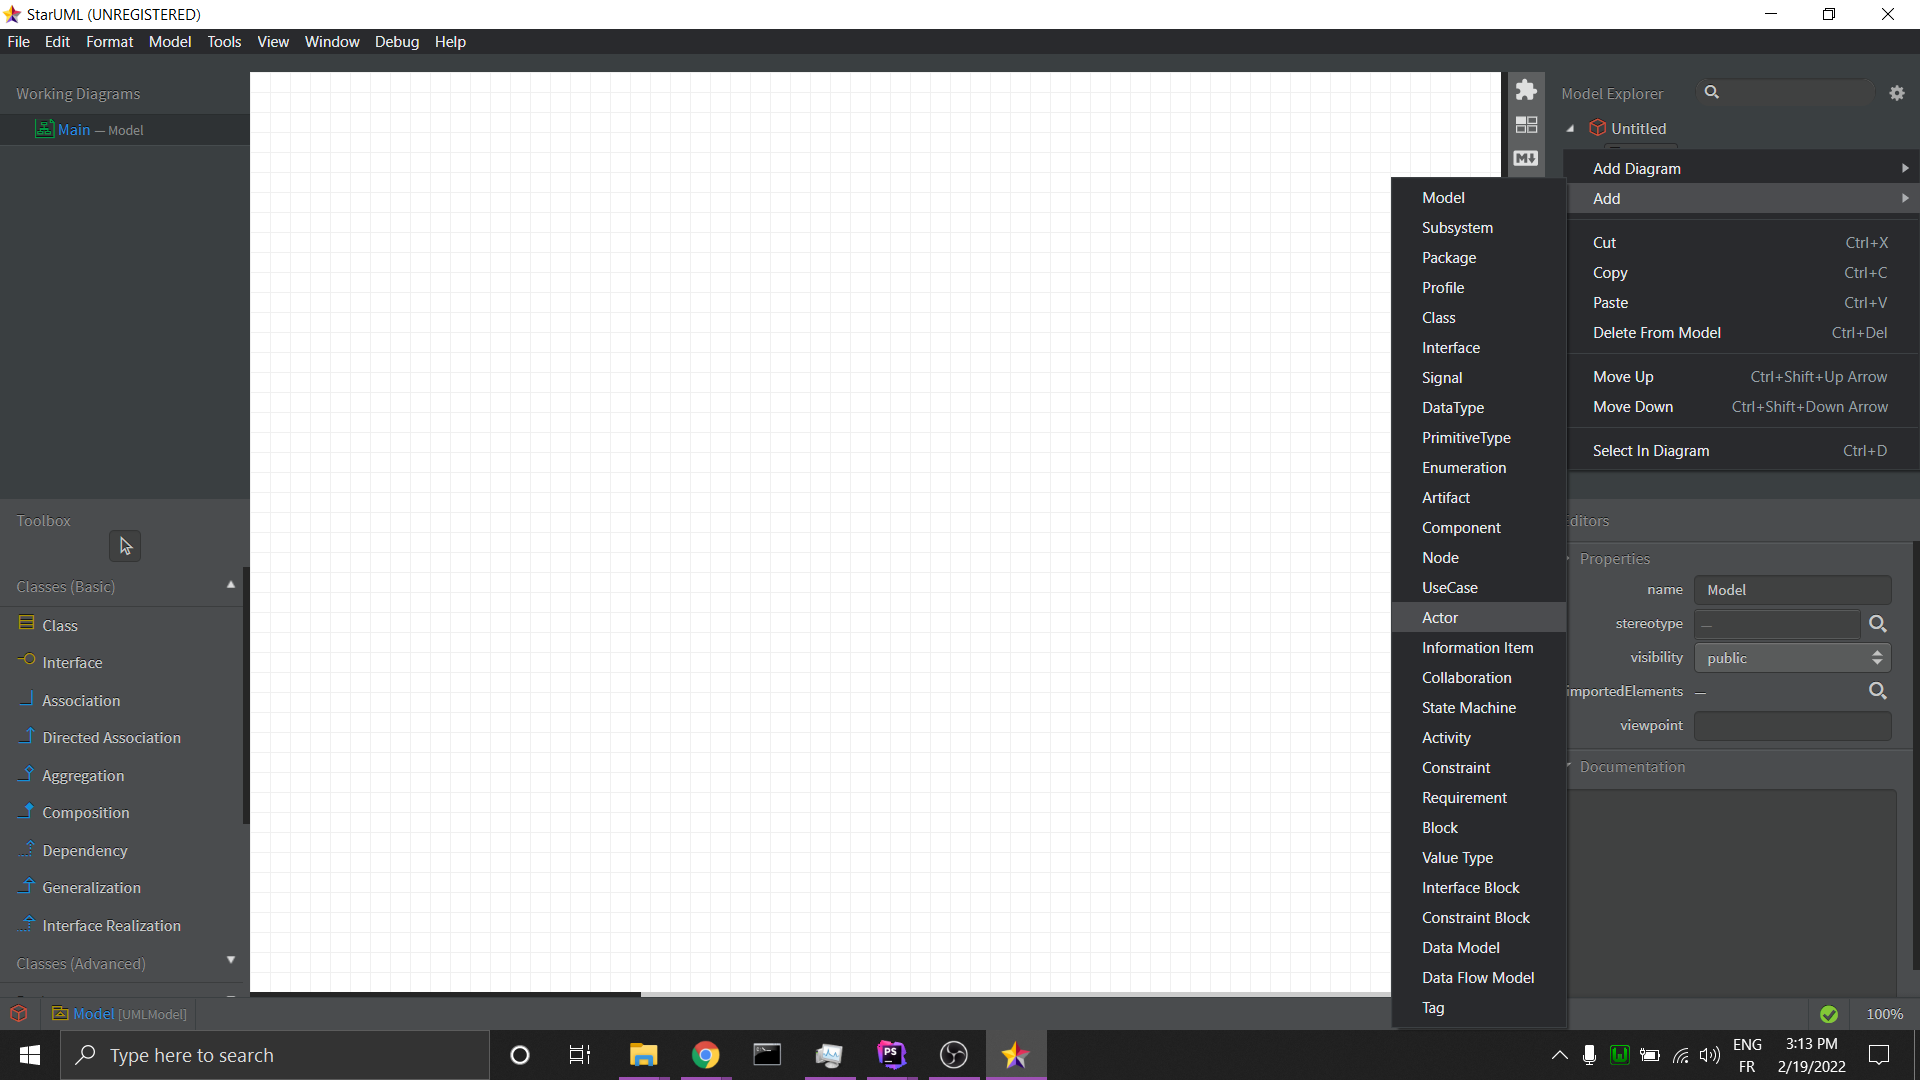 StarUML (UNREGISTERED)
File Edit Format Model Tools View Window Debug Help
Working Diagrams
Main — Model
Model Explorer
Untitled
Add Diagram
Add
Cut Ctrl+X
Copy Ctrl+C
Paste Ctrl+V
Delete From Model Ctrl+Del
Move Up Ctrl+Shift+Up Arrow
Move Down Ctrl+Shift+Down Arrow
Select In Diagram Ctrl+D
Model
Subsystem
Package
Profile
Class
Interface
Signal
DataType
PrimitiveType
Enumeration
Artifact
Component
Node
UseCase
Actor
Information Item
Collaboration
State Machine
Activity
Constraint
Requirement
Block
Value Type
Interface Block
Constraint Block
Data Model
Data Flow Model
Tag
Toolbox
Classes (Basic)
Class
Interface
Association
Directed Association
Aggregation
Composition
Dependency
Generalization
Interface Realization
Classes (Advanced)
ditors
Properties
name Model
stereotype —
visibility public
importedElements —
viewpoint
Documentation
Model [UMLModel]
100%
Type here to search
PS
ENG
FR
3:13 PM
2/19/2022